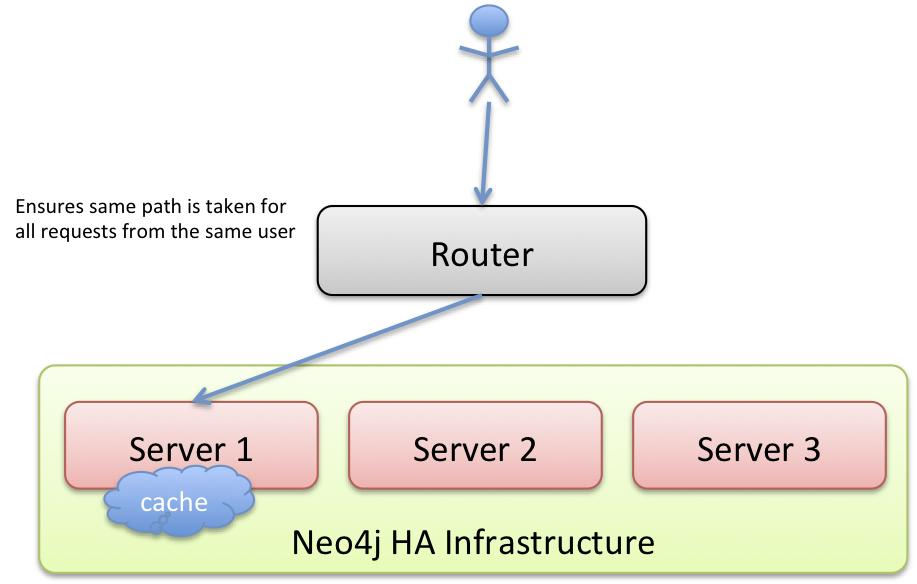 Ensures same path is taken for
all requests from the same user
Router
Server 1
Server 2
Server 3
cache
Neo4j HA Infrastructure